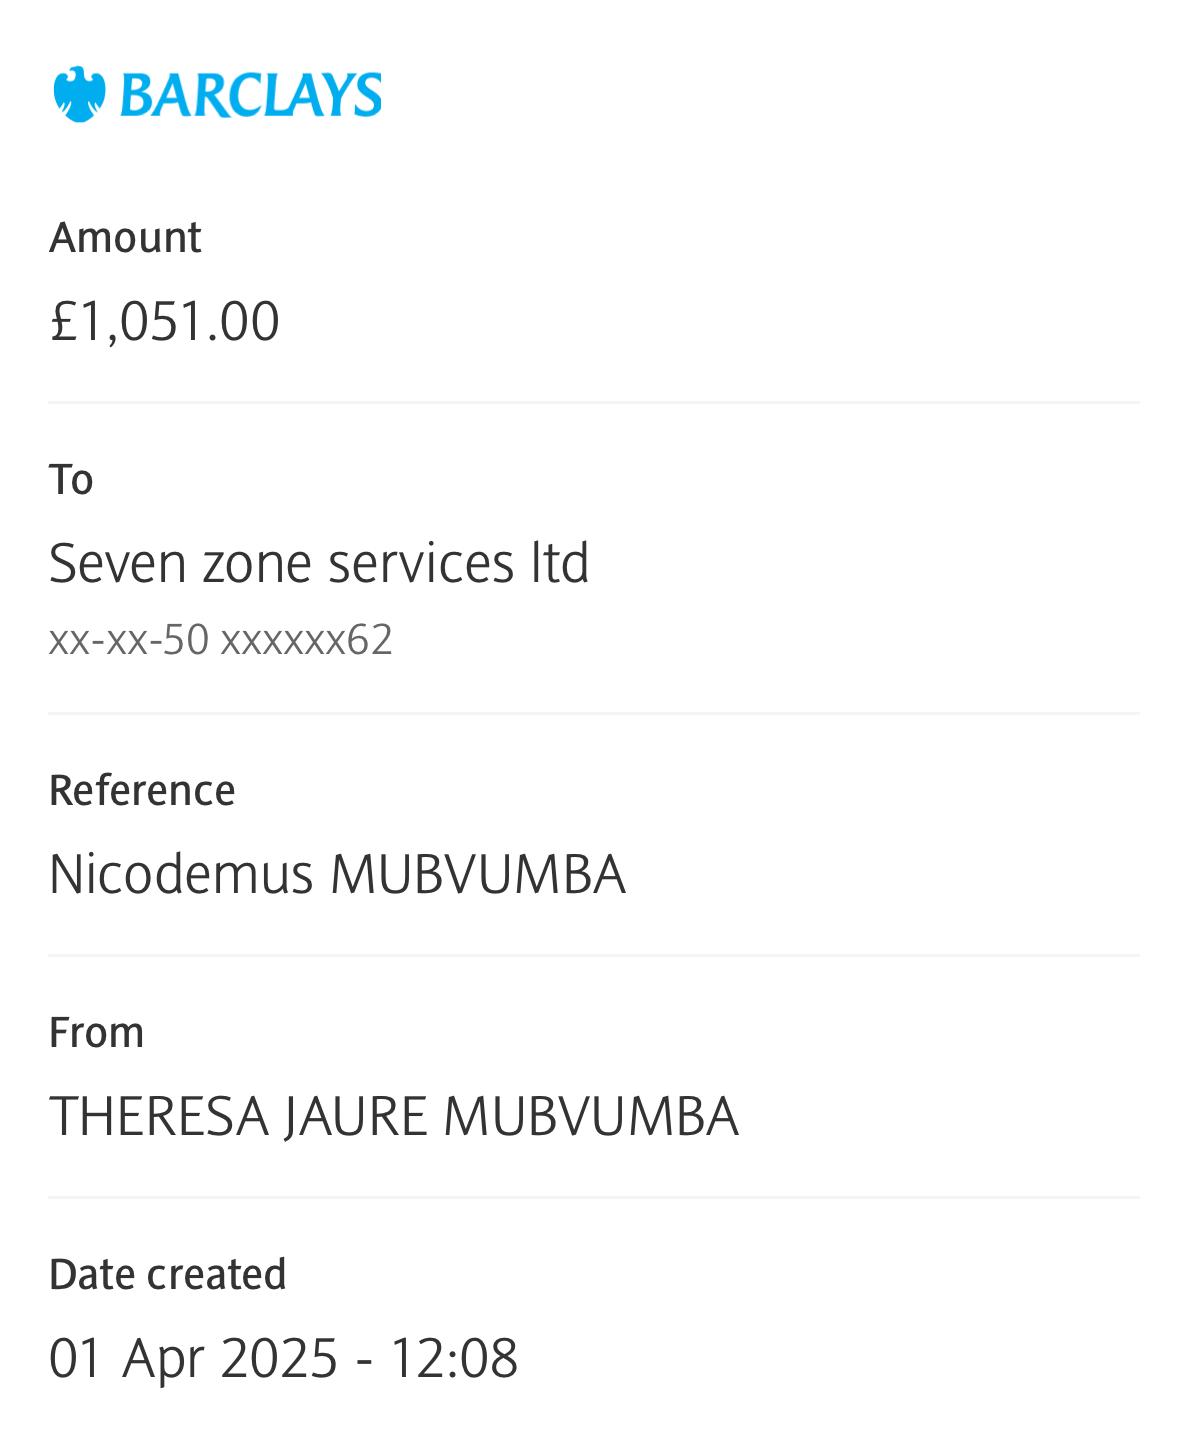 BARCLAYS
Amount
£1,051.00
To
Seven zone services ltd
xx-xx-50 xxxxxx62
Reference
Nicodemus MUBVUMBA
From
THERESA JAURE MUBVUMBA
Date created
01 Apr 2025 - 12:08